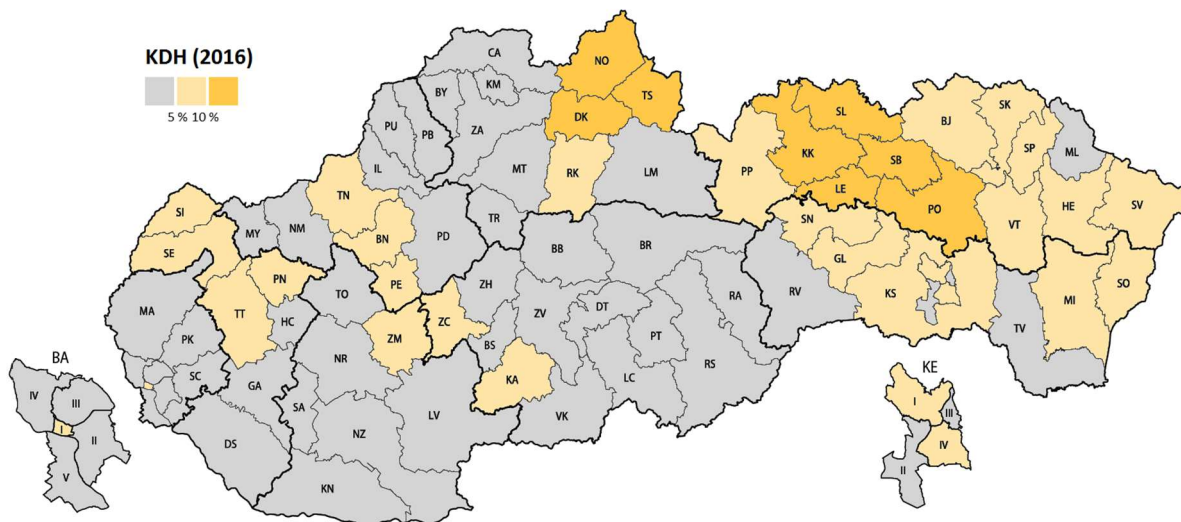 KDH (2016)
5 % 10 %
CA
NO
BY
KM
TS
PU
PB
ZA
DK
SL
BJ
SK
ML
IL
MT
RK
LM
PP
KK
SB
SP
TN
LE
PO
HE
SV
SI
MY
NM
BN
PD
TR
SN
VT
SE
BB
BR
GL
PN
PE
TO
ZH
RA
RV
KS
MI
SO
MA
TT
HC
ZM
ZC
ZV
DT
TV
PK
NR
BS
PT
RS
BA
SC
GA
KA
LC
KE
IV
III
SA
LV
VK
I
III
I
II
DS
NZ
IV
V
KN
II